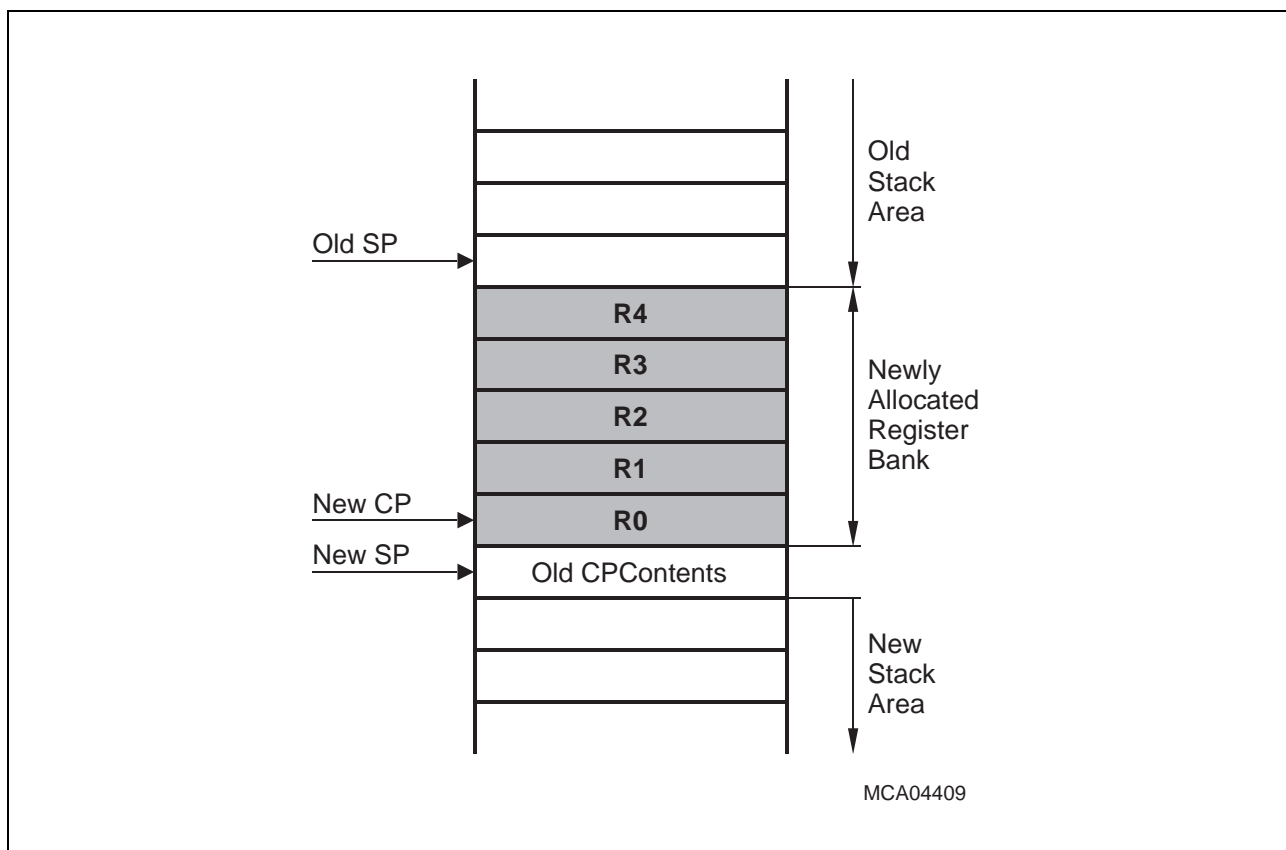 Old
Stack
Area
Old SP
R4
R3
Newly
Allocated
Register
Bank
R2
R1
New CP
R0
New SP
Old CPContents
New
Stack
Area
MCA04409